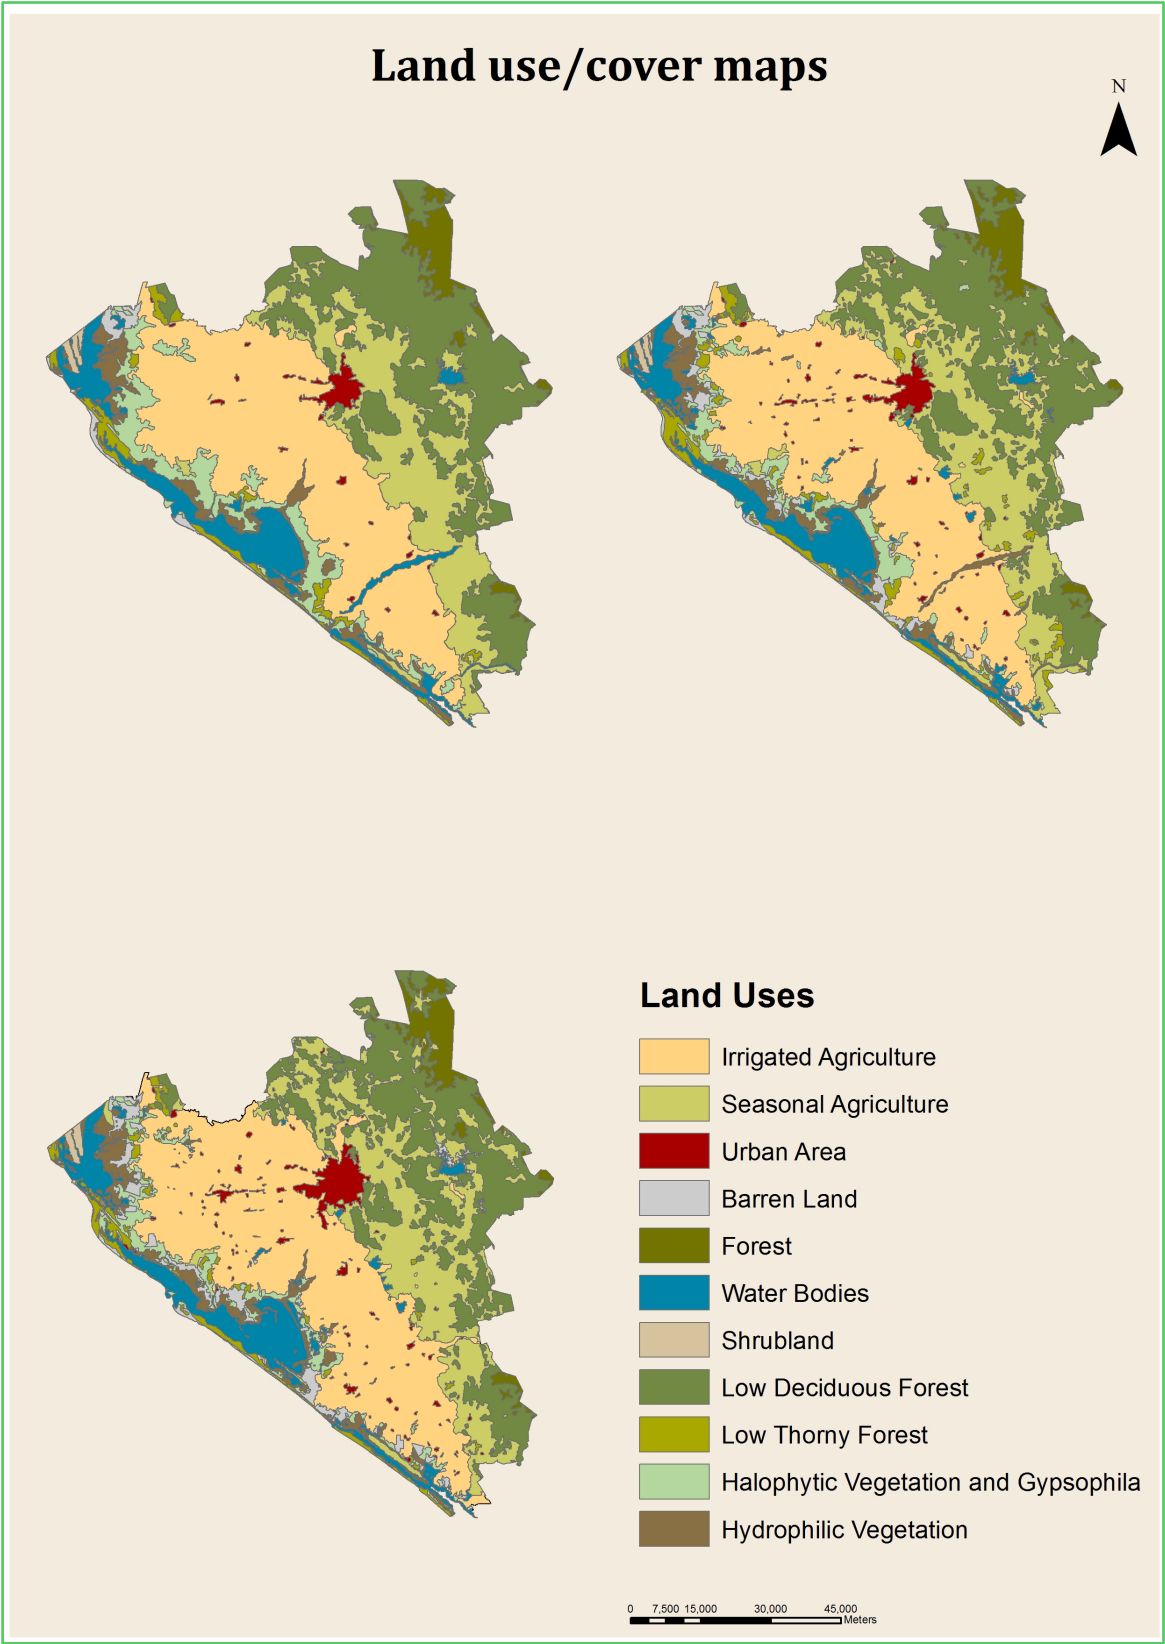 Land use/cover maps
N
Land Uses
Irrigated Agriculture
Seasonal Agriculture
Urban Area
Barren Land
Forest
Water Bodies
Shrubland
Low Deciduous Forest
Low Thorny Forest
Halophytic Vegetation and Gypsophila
Hydrophilic Vegetation
0 7,500 15,000 30,000 45,000
Meters